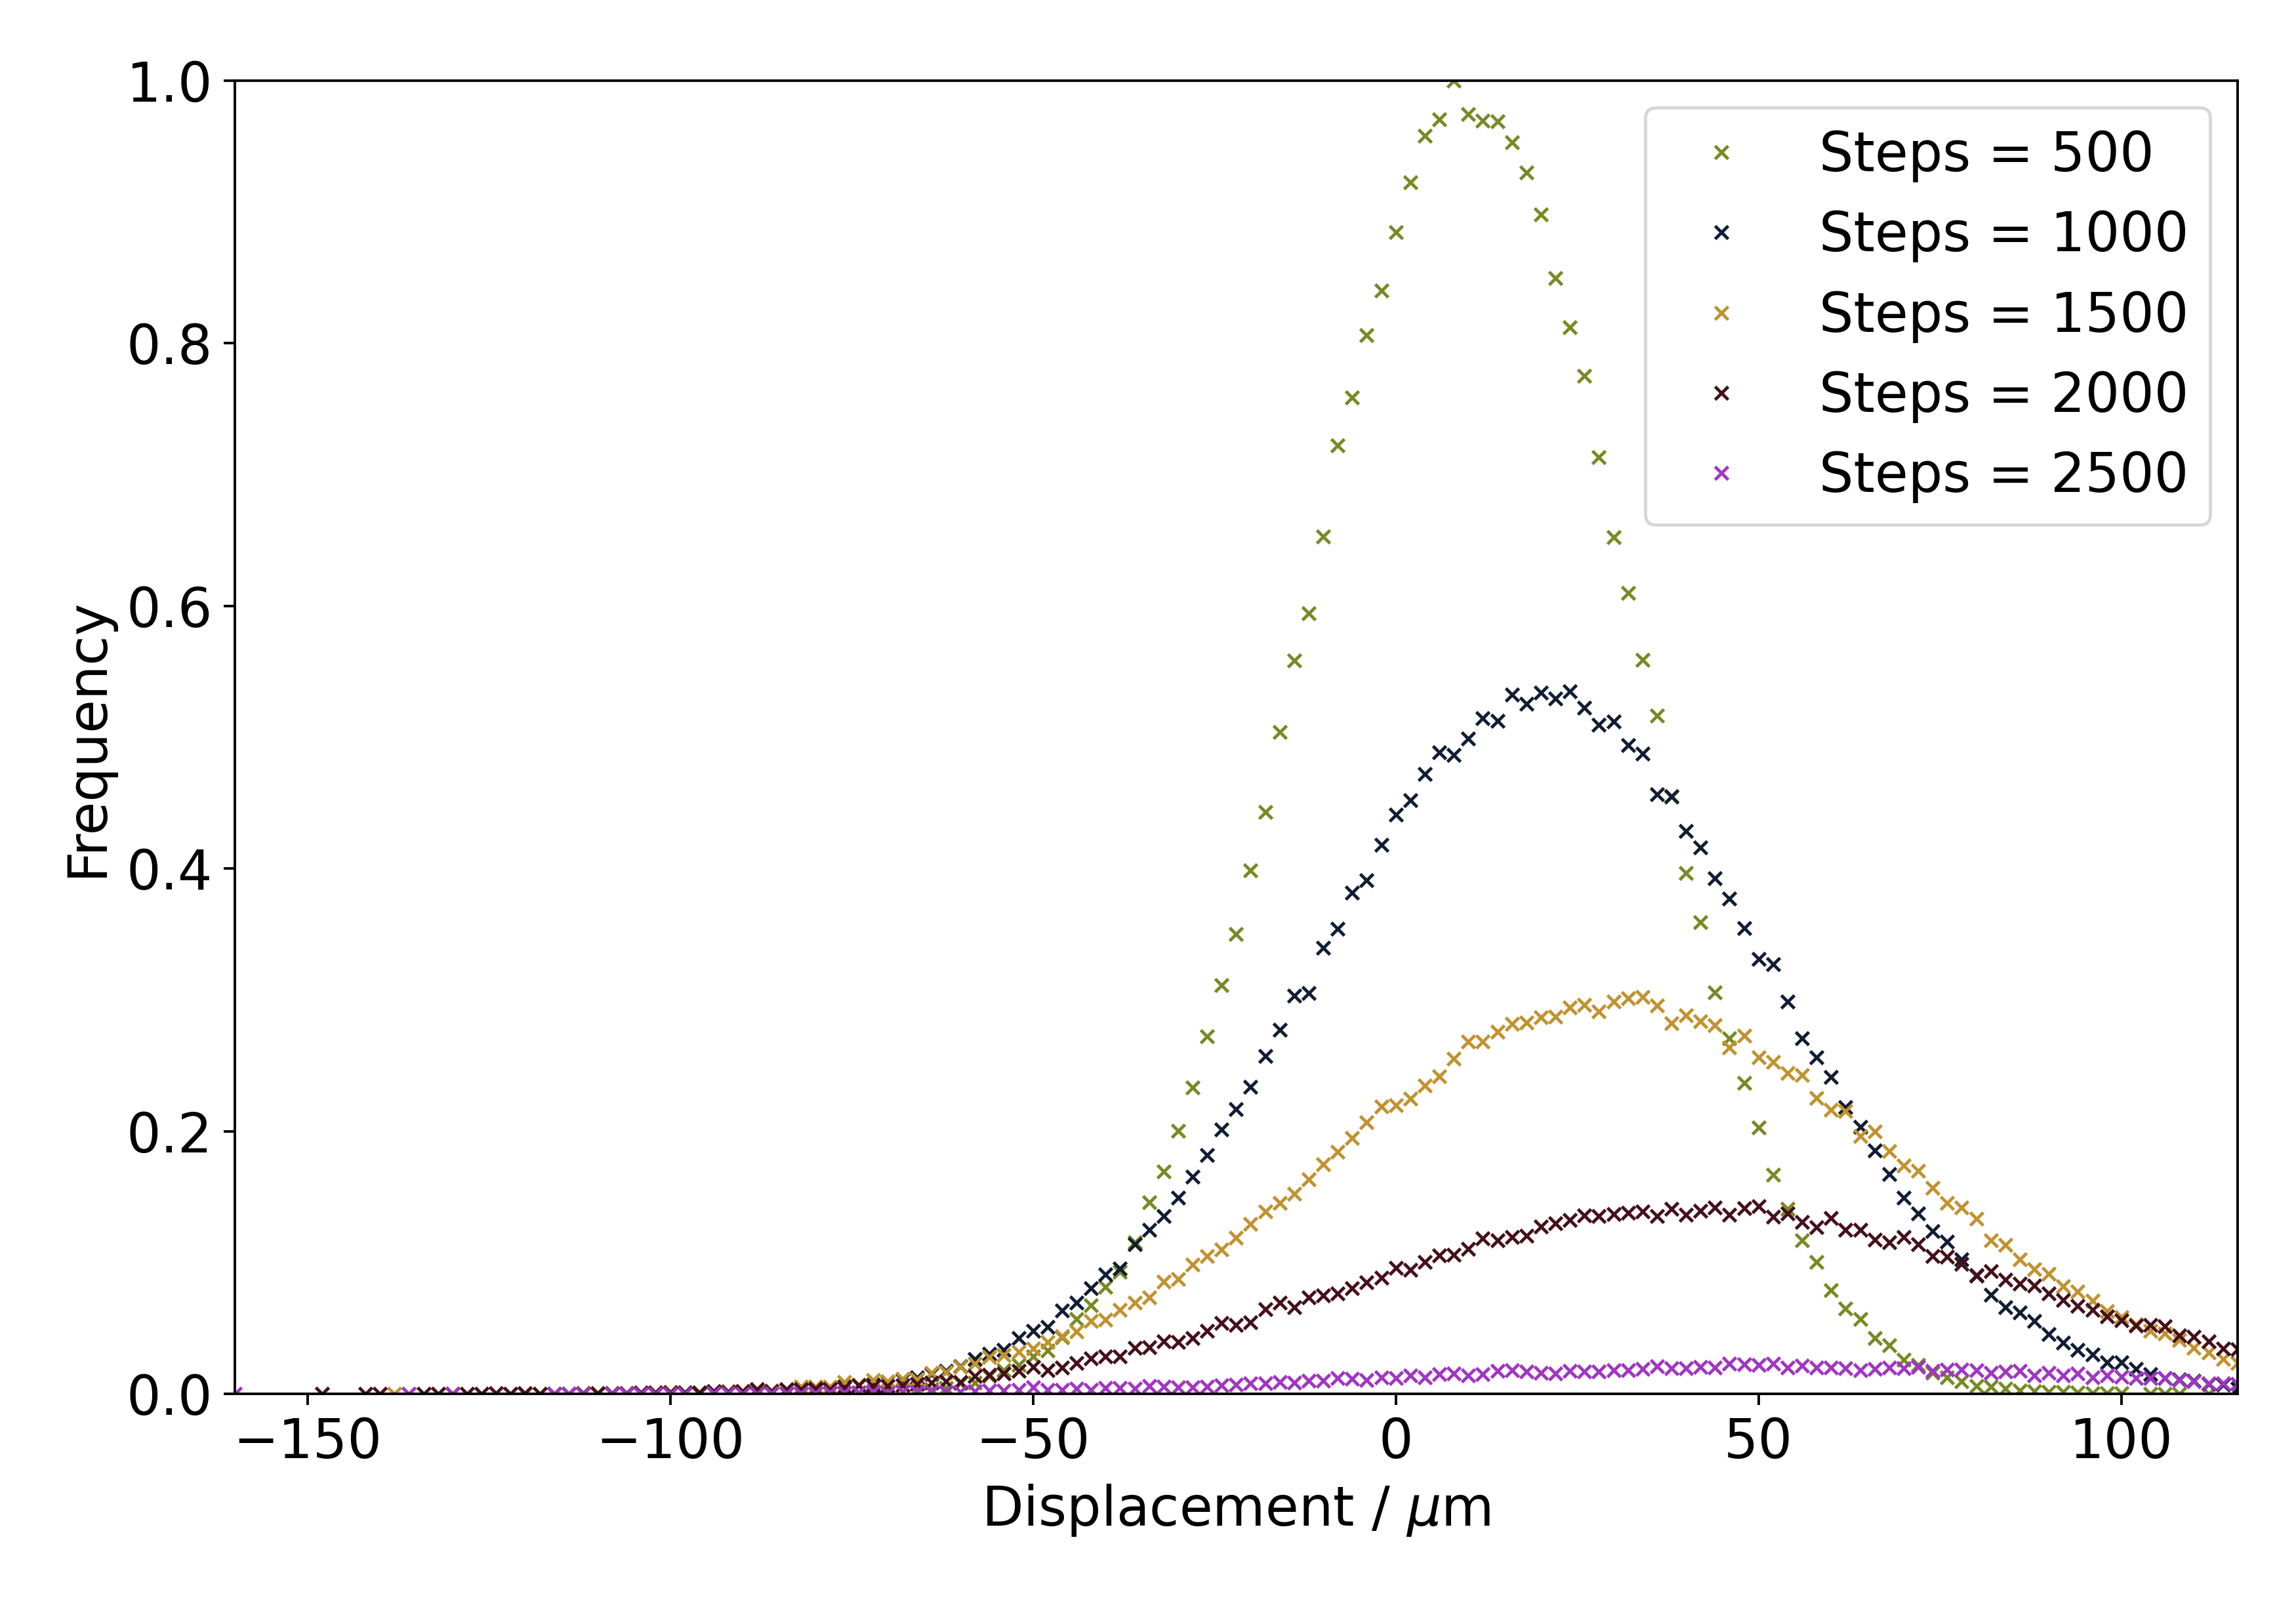 1.0
0.8
0.6
0.4
0.2
0.0
Frequency
−150
−100
−50
0
50
100
Displacement / μm
Steps = 500
Steps = 1000
Steps = 1500
Steps = 2000
Steps = 2500